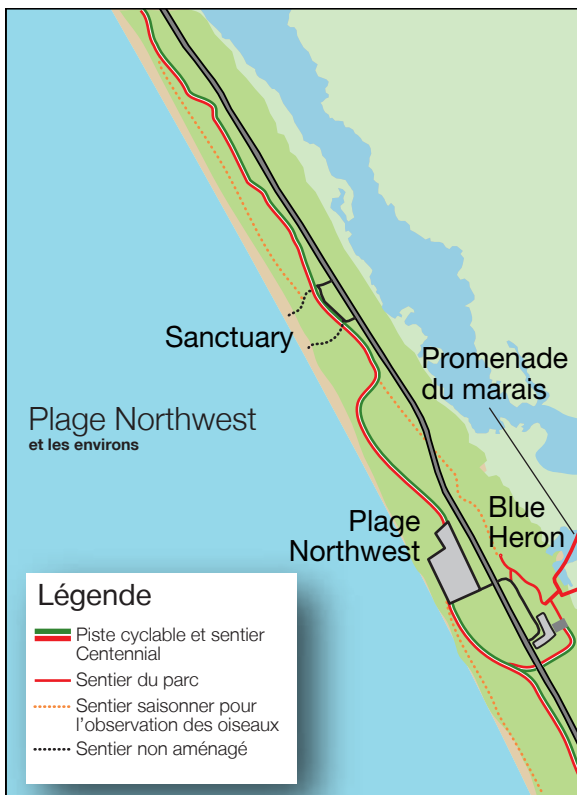 Sanctuary
Promenade
du marais
Plage Northwest
et les environs
Blue
Heron
Plage
Northwest
Légende
Piste cyclable et sentier
Centennial
Sentier du parc
Sentier saisonner pour
l'observation des oiseaux
Sentier non aménagé